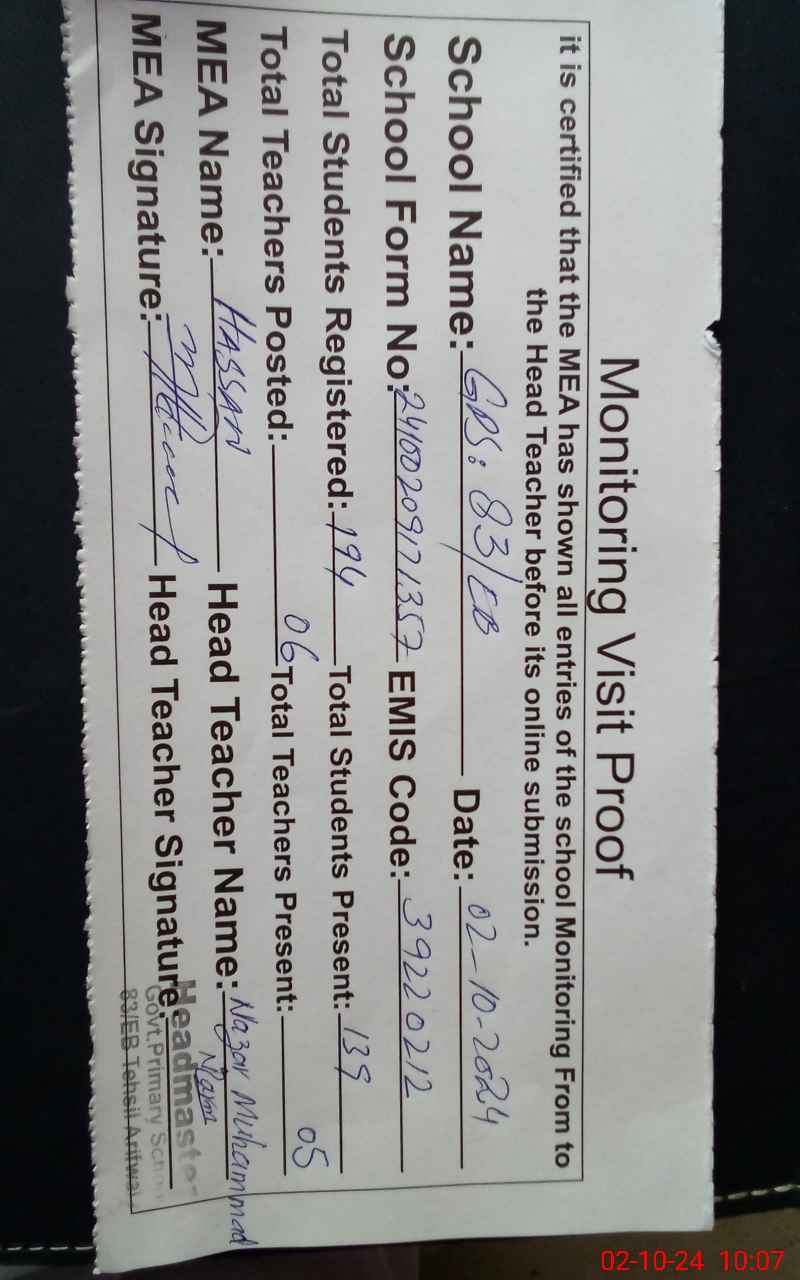 Monitoring Visit Proof
it is certified that the MEA has shown all entries of the school Monitoring From to
the Head Teacher before its online submission.
School Name: GPS: 83/EB Date: 02-10-2024
School Form No: 24100209171357 EMIS Code: 39220212
Total Students Registered: 194 Total Students Present: 139
Total Teachers Posted: 06 Total Teachers Present: 05
MEA Name: HASSAN Head Teacher Name: Nazar Muhammad
MEA Signature: Head Teacher Signature:
Headmaster
Govt.Primary School
83/EB Tehsil Arifwal
02-10-24 10:07